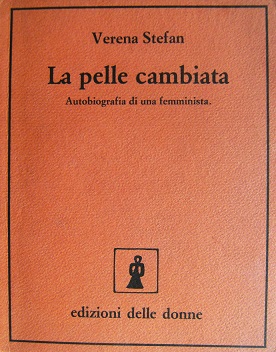 Verena Stefan
La pelle cambiata
Autobiografia di una femminista.
edizioni delle donne